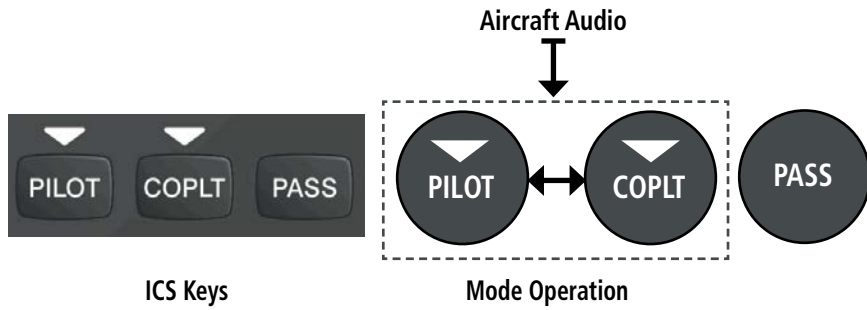 Aircraft Audio
PILOT COPLT PASS
PILOT COPLT PASS
ICS Keys
Mode Operation